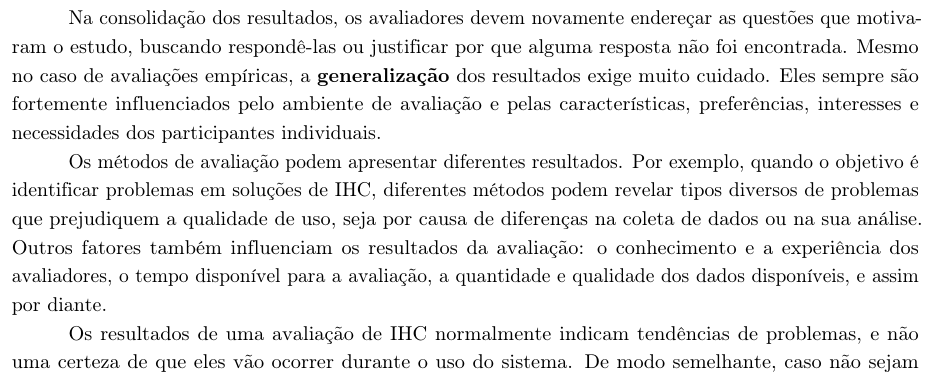 Na consolidação dos resultados, os avaliadores devem novamente endereçar as questões que motiva-
ram o estudo, buscando respondê-las ou justificar por que alguma resposta não foi encontrada. Mesmo
no caso de avaliações empíricas, a generalização dos resultados exige muito cuidado. Eles sempre são
fortemente influenciados pelo ambiente de avaliação e pelas características, preferências, interesses e
necessidades dos participantes individuais.
Os métodos de avaliação podem apresentar diferentes resultados. Por exemplo, quando o objetivo é
identificar problemas em soluções de IHC, diferentes métodos podem revelar tipos diversos de problemas
que prejudiquem a qualidade de uso, seja por causa de diferenças na coleta de dados ou na sua análise.
Outros fatores também influenciam os resultados da avaliação: o conhecimento e a experiência dos
avaliadores, o tempo disponível para a avaliação, a quantidade e qualidade dos dados disponíveis, e assim
por diante.
Os resultados de uma avaliação de IHC normalmente indicam tendências de problemas, e não
uma certeza de que eles vão ocorrer durante o uso do sistema. De modo semelhante, caso não sejam